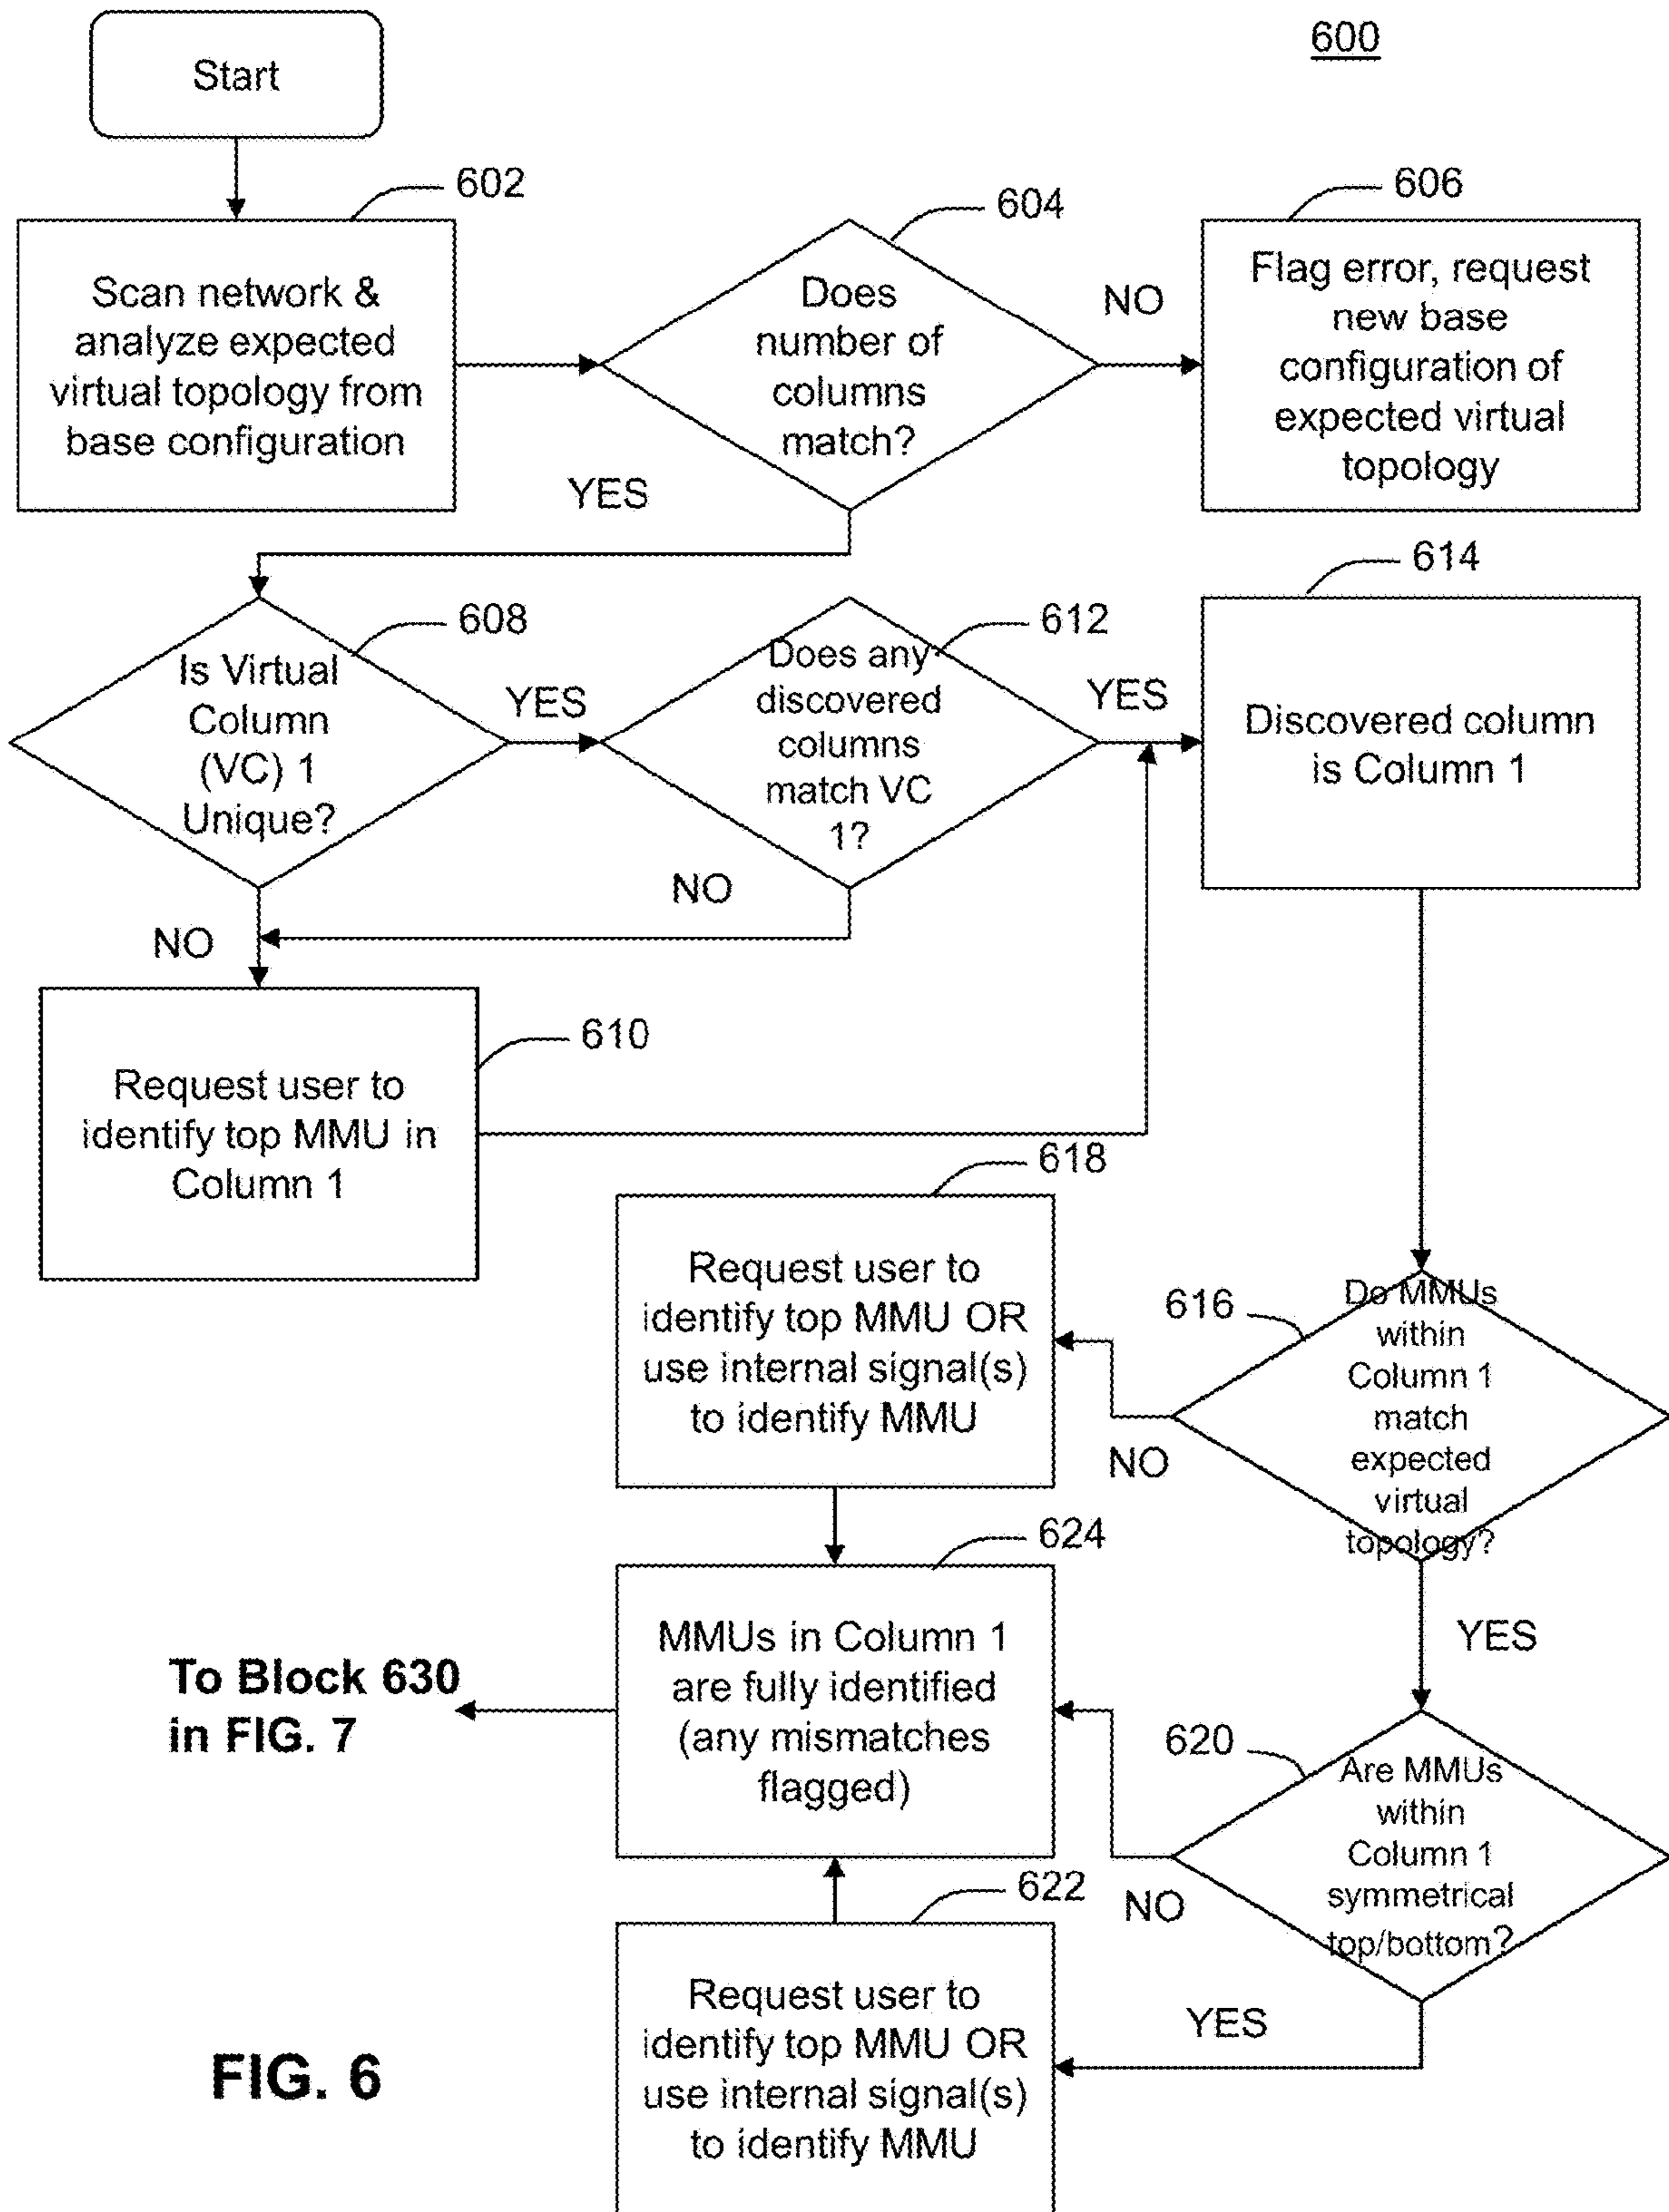 600
Start
602
Scan network &
analyze expected
virtual topology from
base configuration
604
Does
number of
columns
match?
NO
YES
606
Flag error, request
new base
configuration of
expected virtual
topology
608
Is Virtual
Column
(VC) 1
Unique?
YES
NO
612
Does any
discovered
columns
match VC
1?
YES
NO
614
Discovered column
is Column 1
610
Request user to
identify top MMU in
Column 1
618
Request user to
identify top MMU OR
use internal signal(s)
to identify MMU
616
Do MMUs
within
Column 1
match
expected
virtual
topology?
NO
YES
624
MMUs in Column 1
are fully identified
(any mismatches
flagged)
To Block 630
in FIG. 7
620
Are MMUs
within
Column 1
symmetrical
top/bottom?
NO
YES
622
Request user to
identify top MMU OR
use internal signal(s)
to identify MMU
FIG. 6